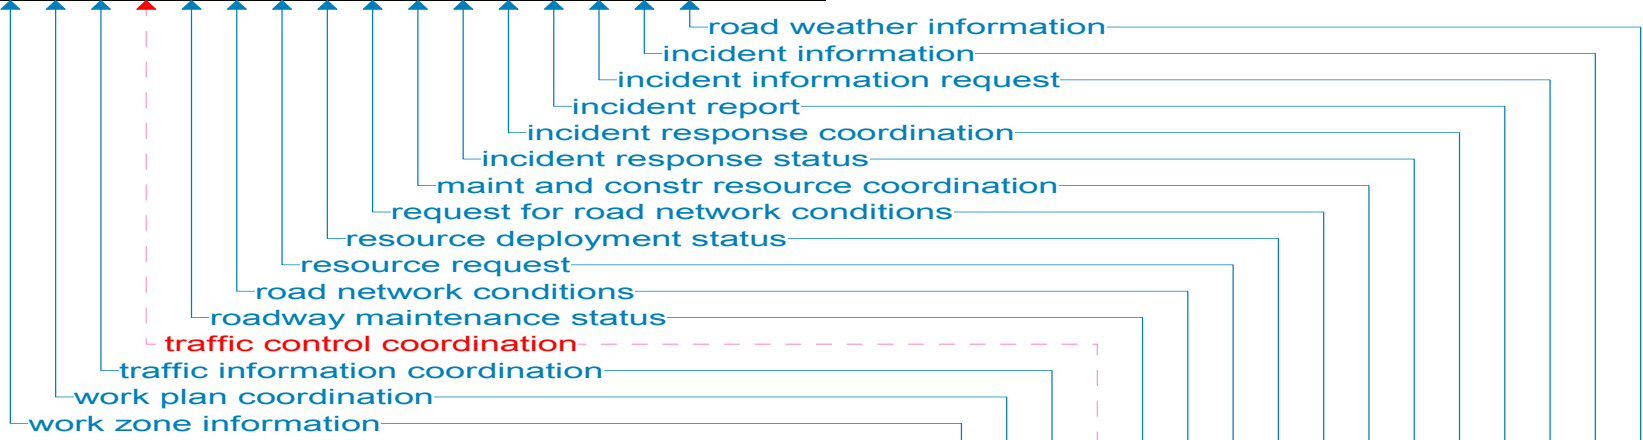 road weather information
incident information
incident information request
incident report
incident response coordination
incident response status
maint and constr resource coordination
request for road network conditions
resource deployment status
resource request
road network conditions
roadway maintenance status
traffic control coordination
traffic information coordination
work plan coordination
work zone information